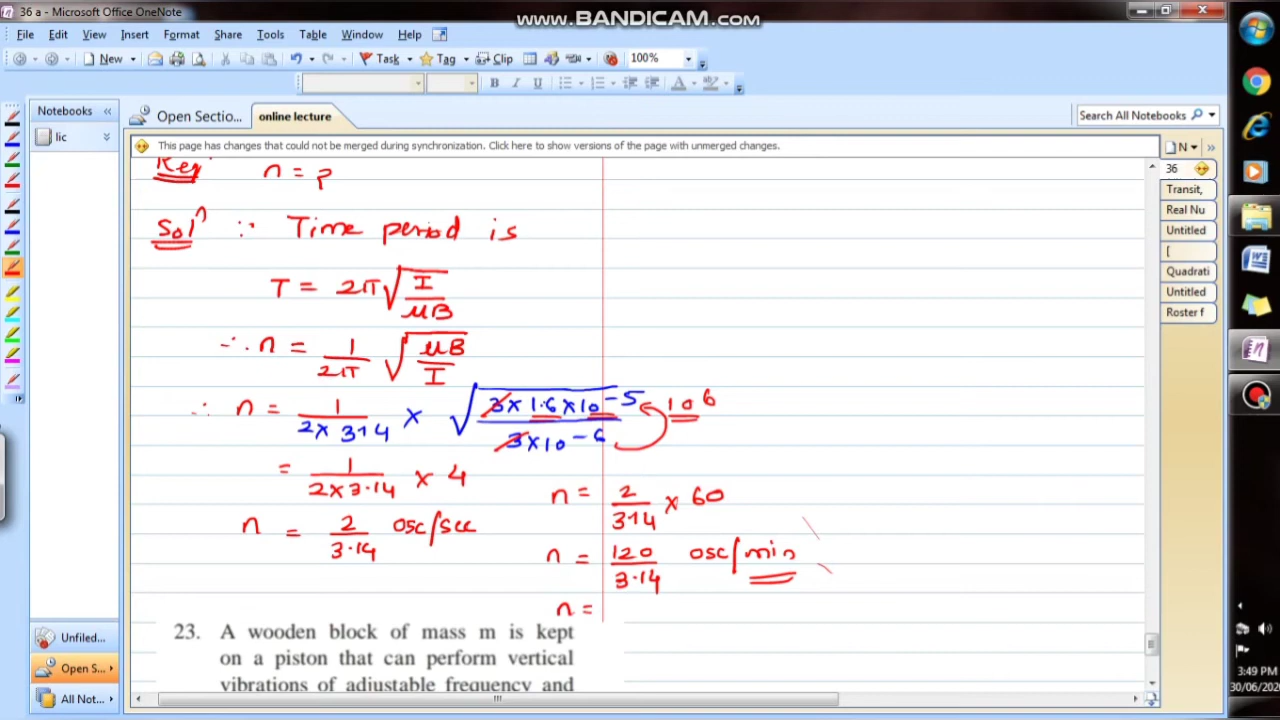 36 a - Microsoft Office OneNote
www.BANDICAM.com
File Edit View Insert Format Share Tools Table Window Help
New Task Tag Clip 100%
B I U
Notebooks «
Open Sectio... online lecture
Search All Notebooks
lic
This page has changes that could not be merged during synchronization. Click here to show versions of the page with unmerged changes.
N
36
Transit,
Real Nu
Untitled
[
Quadrati
Untitled
Roster f
n = ?
Solⁿ ∵ Time period is
T = 2π √(I/μB)
∴ n = 1/2π √(μB/I)
∴ n = 1/(2×3·14) × √((3×1·6×10−5)/(3×10−6)) 10⁶
= 1/(2×3·14) × 4
n = 2/3·14 osc/sec
n = 2/3·14 × 60
n = 120/3·14 osc/min
n =
23. A wooden block of mass m is kept
on a piston that can perform vertical
vibrations of adjustable frequency and
Unfiled...
Open S...
All Not...
3:49 PM
30/06/202